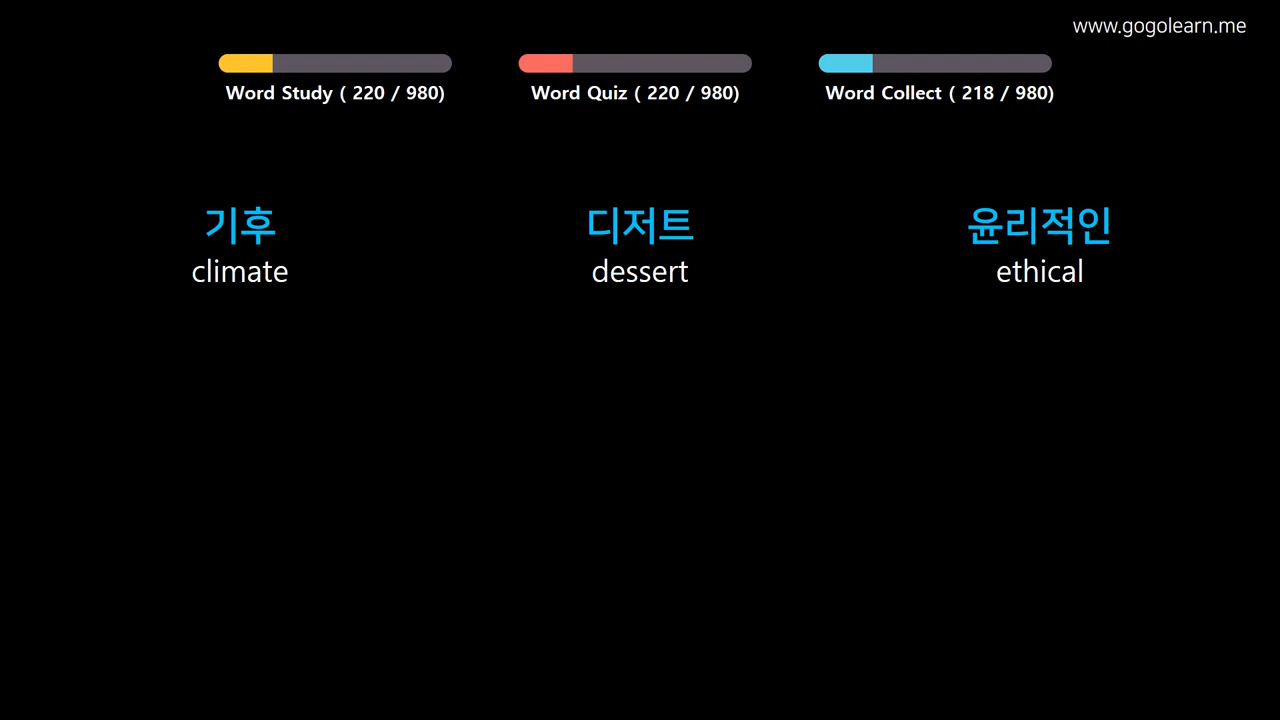 www.gogolearn.me
Word Study ( 220 / 980)
Word Quiz ( 220 / 980)
Word Collect ( 218 / 980)
기후
climate
디저트
dessert
윤리적인
ethical